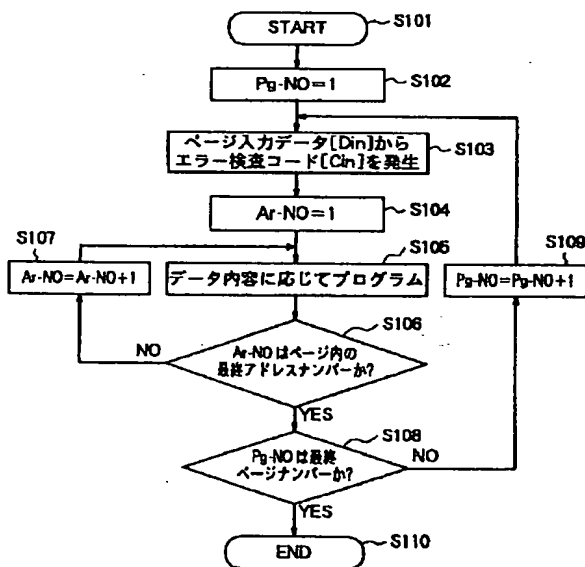 START
S101
Pg-NO=1
S102
ページ入力データ[Din]から
エラー検査コード[Cin]を発生
S103
Ar-NO=1
S104
S107
Ar-NO=Ar-NO+1
S105
データ内容に応じてプログラム
S109
Pg-NO=Pg-NO+1
S106
NO
Ar-NOはページ内の
最終アドレスナンバーか?
YES
S108
Pg-NOは最終
ページナンバーか?
NO
YES
END
S110